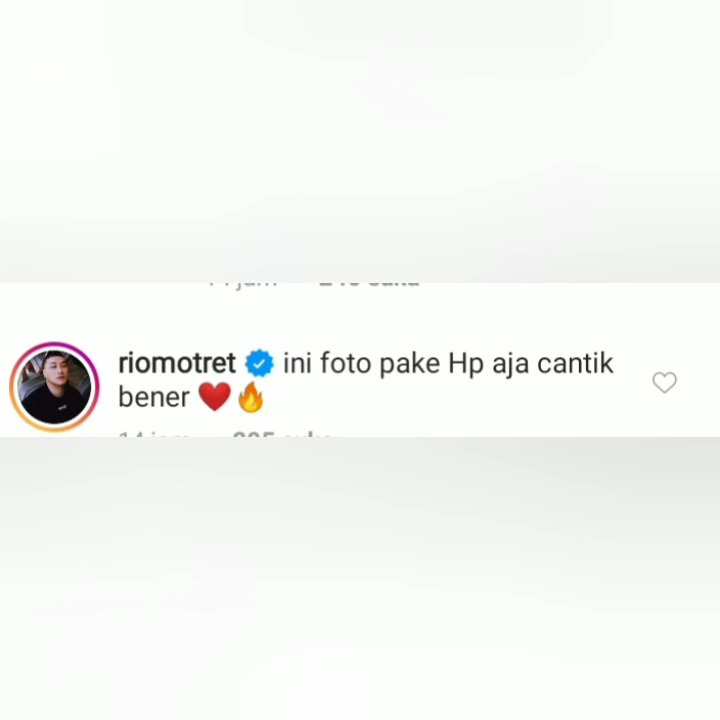 riomotret ini foto pake Hp aja cantik
bener ❤️🔥